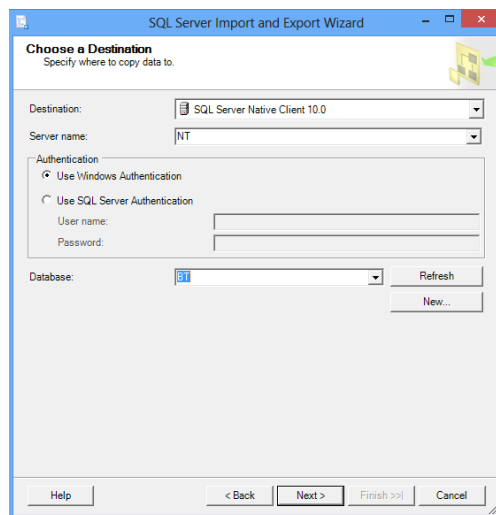 SQL Server Import and Export Wizard
Choose a Destination
Specify where to copy data to.
Destination: SQL Server Native Client 10.0
Server name: NT
Authentication
Use Windows Authentication
Use SQL Server Authentication
User name:
Password:
Database: BT Refresh
New...
Help < Back Next > Finish >>| Cancel